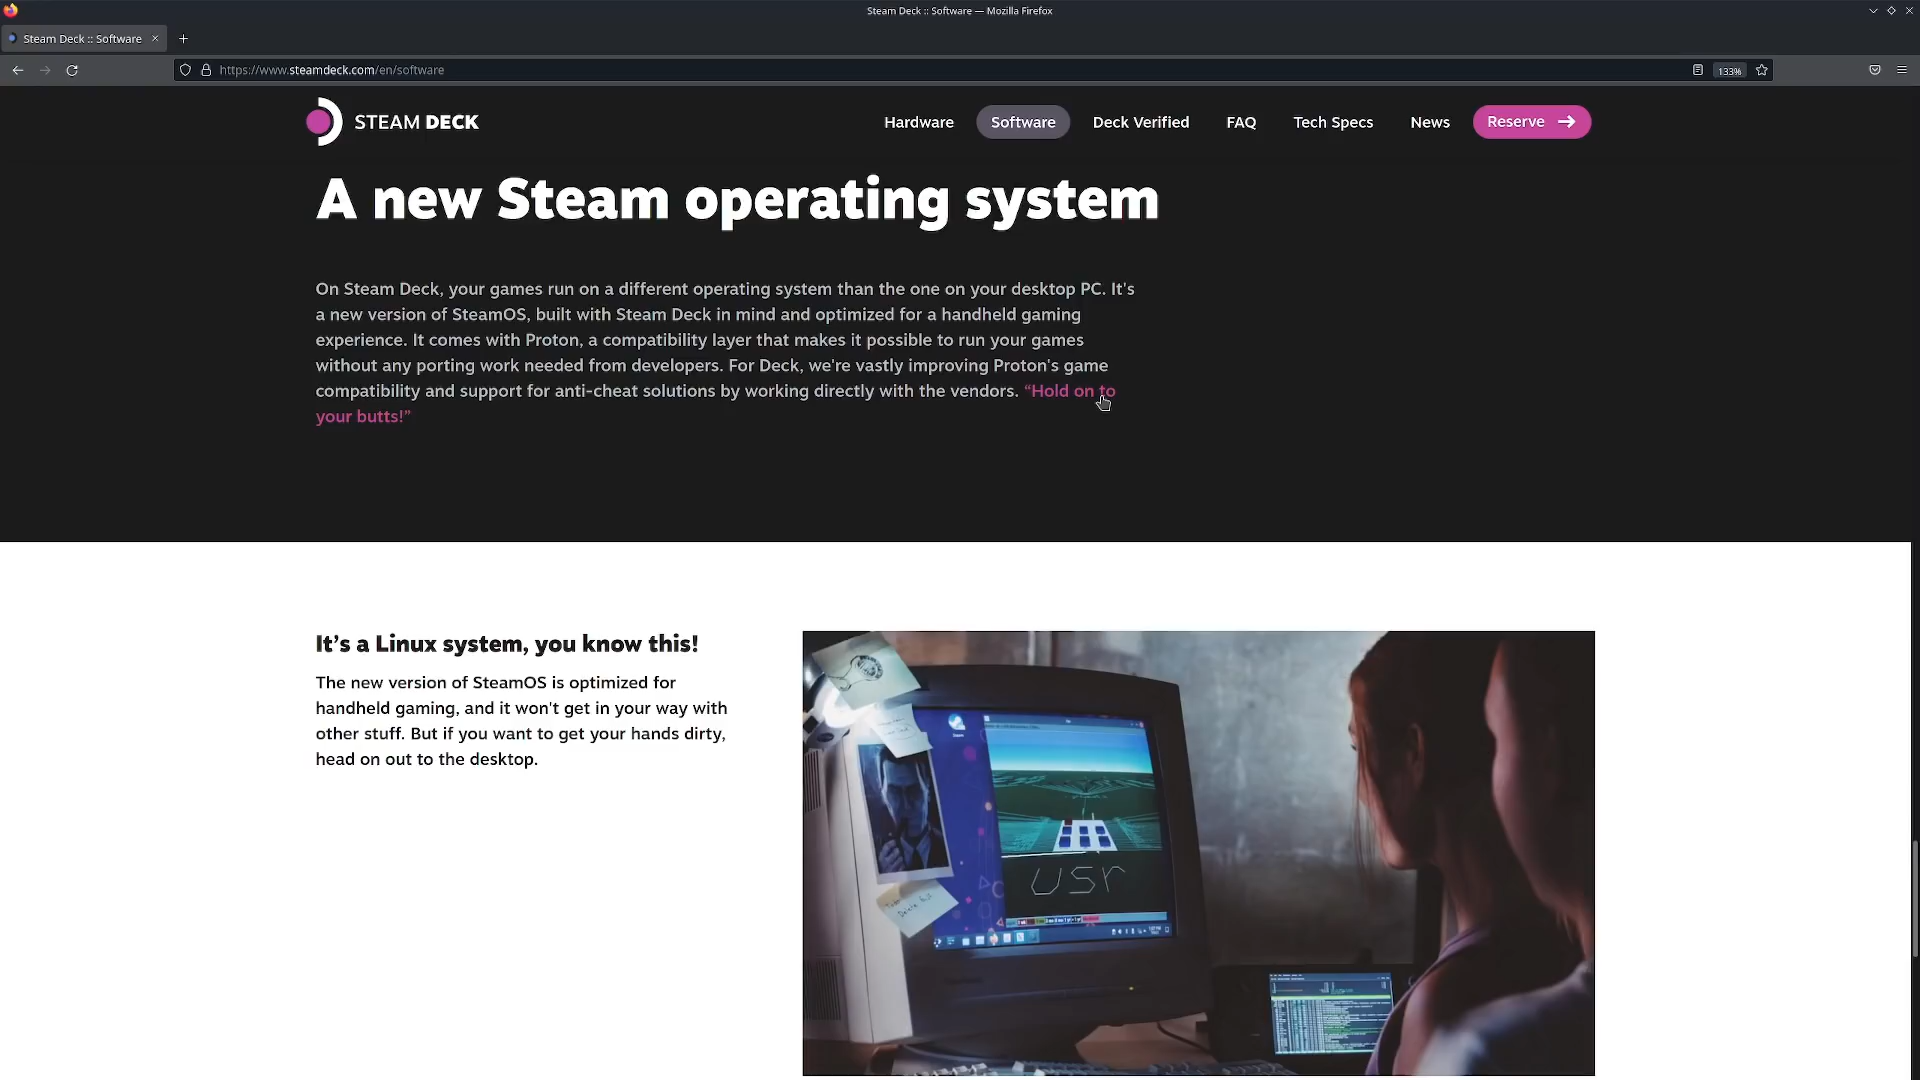 Steam Deck :: Software — Mozilla Firefox
Steam Deck :: Software
https://www.steamdeck.com/en/software
133%
STEAM DECK
Hardware
Software
Deck Verified
FAQ
Tech Specs
News
Reserve
A new Steam operating system
On Steam Deck, your games run on a different operating system than the one on your desktop PC. It's
a new version of SteamOS, built with Steam Deck in mind and optimized for a handheld gaming
experience. It comes with Proton, a compatibility layer that makes it possible to run your games
without any porting work needed from developers. For Deck, we're vastly improving Proton's game
compatibility and support for anti-cheat solutions by working directly with the vendors. “Hold on to
your butts!”
It’s a Linux system, you know this!
The new version of SteamOS is optimized for
handheld gaming, and it won't get in your way with
other stuff. But if you want to get your hands dirty,
head on out to the desktop.
usr